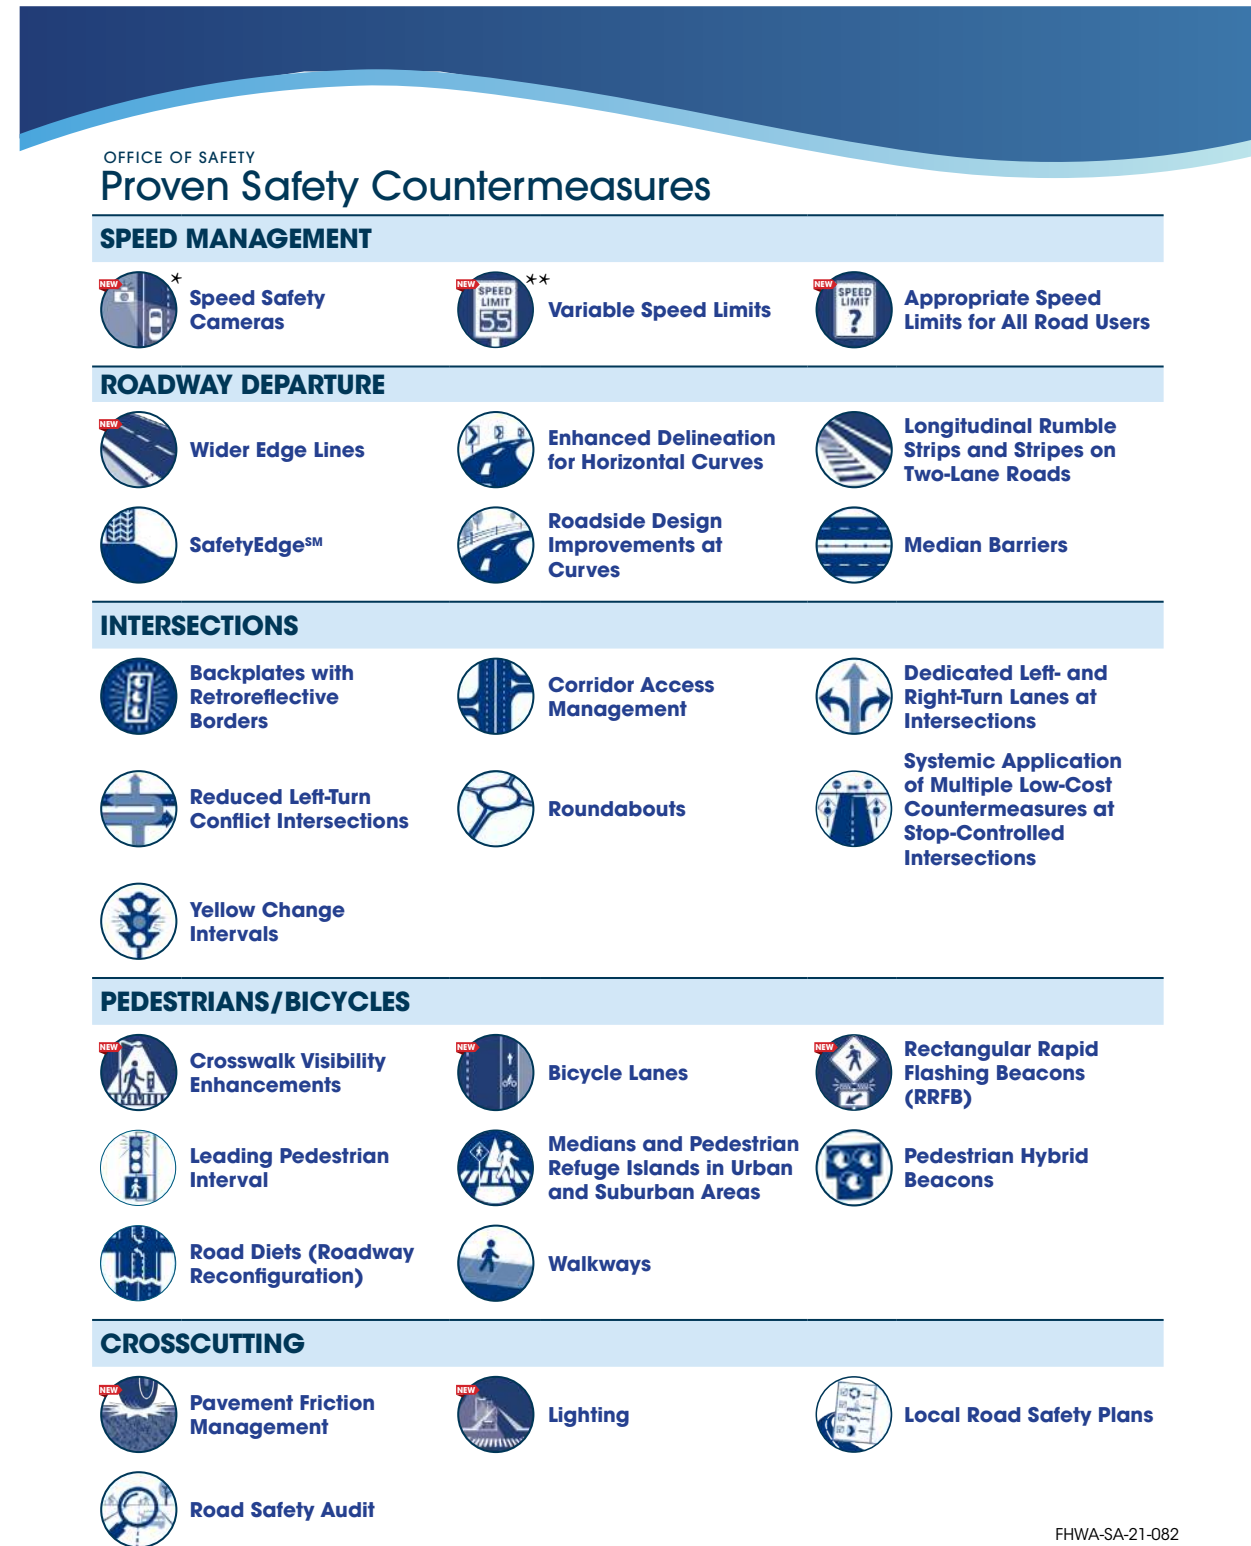 OFFICE OF SAFETY
Proven Safety Countermeasures
SPEED MANAGEMENT
NEW
*
Speed Safety
Cameras
NEW
SPEED
LIMIT
55
**
Variable Speed Limits
NEW
SPEED
LIMIT
?
Appropriate Speed
Limits for All Road Users
ROADWAY DEPARTURE
NEW
Wider Edge Lines
Enhanced Delineation
for Horizontal Curves
Longitudinal Rumble
Strips and Stripes on
Two-Lane Roads
SafetyEdge℠
Roadside Design
Improvements at
Curves
Median Barriers
INTERSECTIONS
Backplates with
Retroreflective
Borders
Corridor Access
Management
Dedicated Left- and
Right-Turn Lanes at
Intersections
Reduced Left-Turn
Conflict Intersections
Roundabouts
Systemic Application
of Multiple Low-Cost
Countermeasures at
Stop-Controlled
Intersections
Yellow Change
Intervals
PEDESTRIANS/BICYCLES
NEW
Crosswalk Visibility
Enhancements
NEW
Bicycle Lanes
NEW
Rectangular Rapid
Flashing Beacons
(RRFB)
Leading Pedestrian
Interval
Medians and Pedestrian
Refuge Islands in Urban
and Suburban Areas
Pedestrian Hybrid
Beacons
Road Diets (Roadway
Reconfiguration)
Walkways
CROSSCUTTING
NEW
Pavement Friction
Management
NEW
Lighting
Local Road Safety Plans
Road Safety Audit
FHWA-SA-21-082